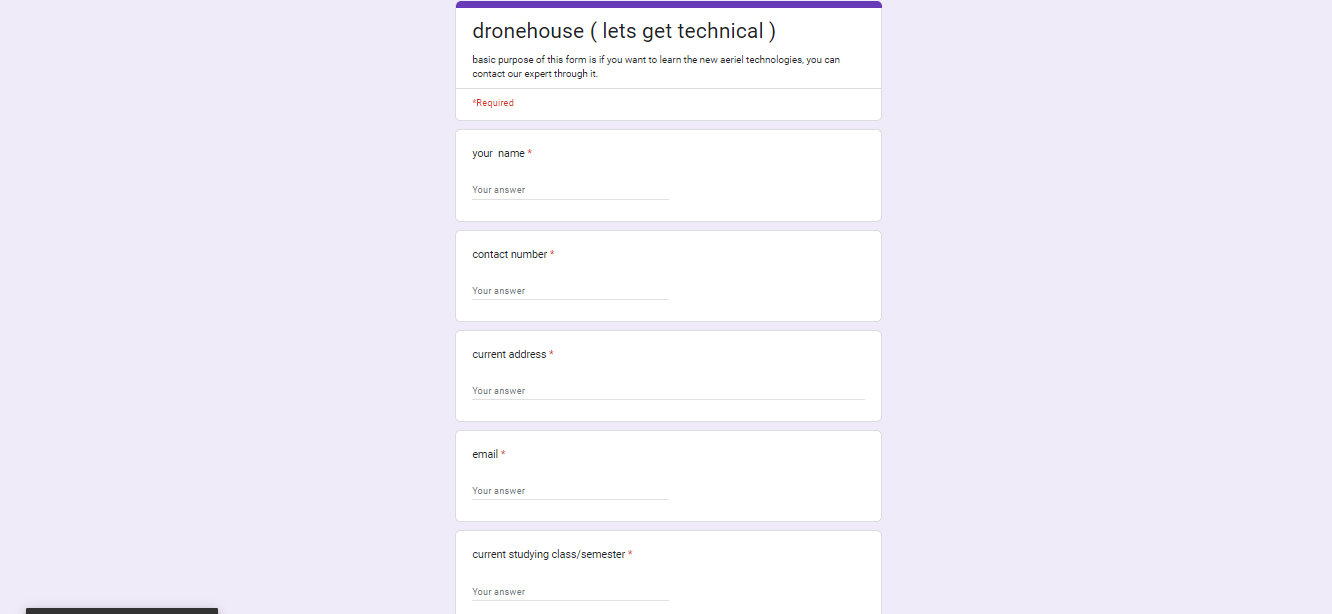 dronehouse ( lets get technical )
basic purpose of this form is if you want to learn the new aeriel technologies, you can
contact our expert through it.
*Required
your  name *
Your answer
contact number *
Your answer
current address *
Your answer
email *
Your answer
current studying class/semester *
Your answer